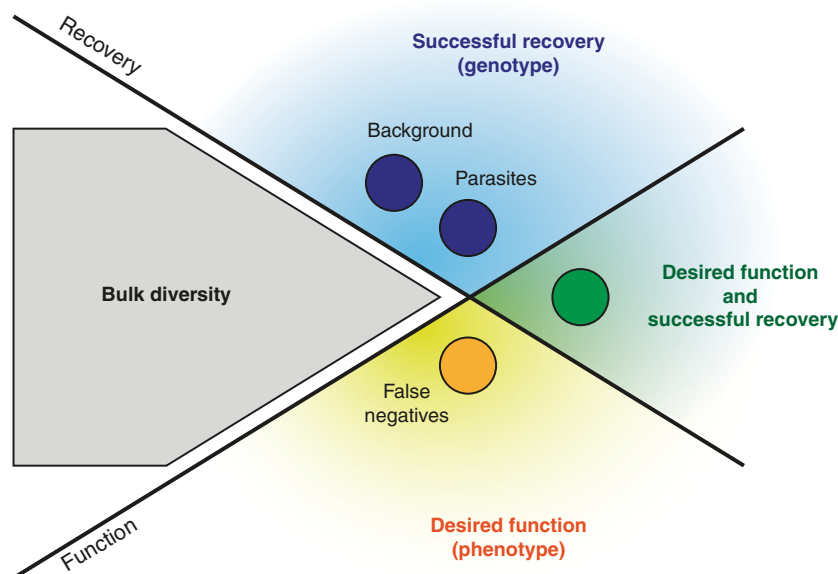 Recovery
Successful recovery
(genotype)
Background
Parasites
Bulk diversity
Desired function
and
successful recovery
False
negatives
Function
Desired function
(phenotype)